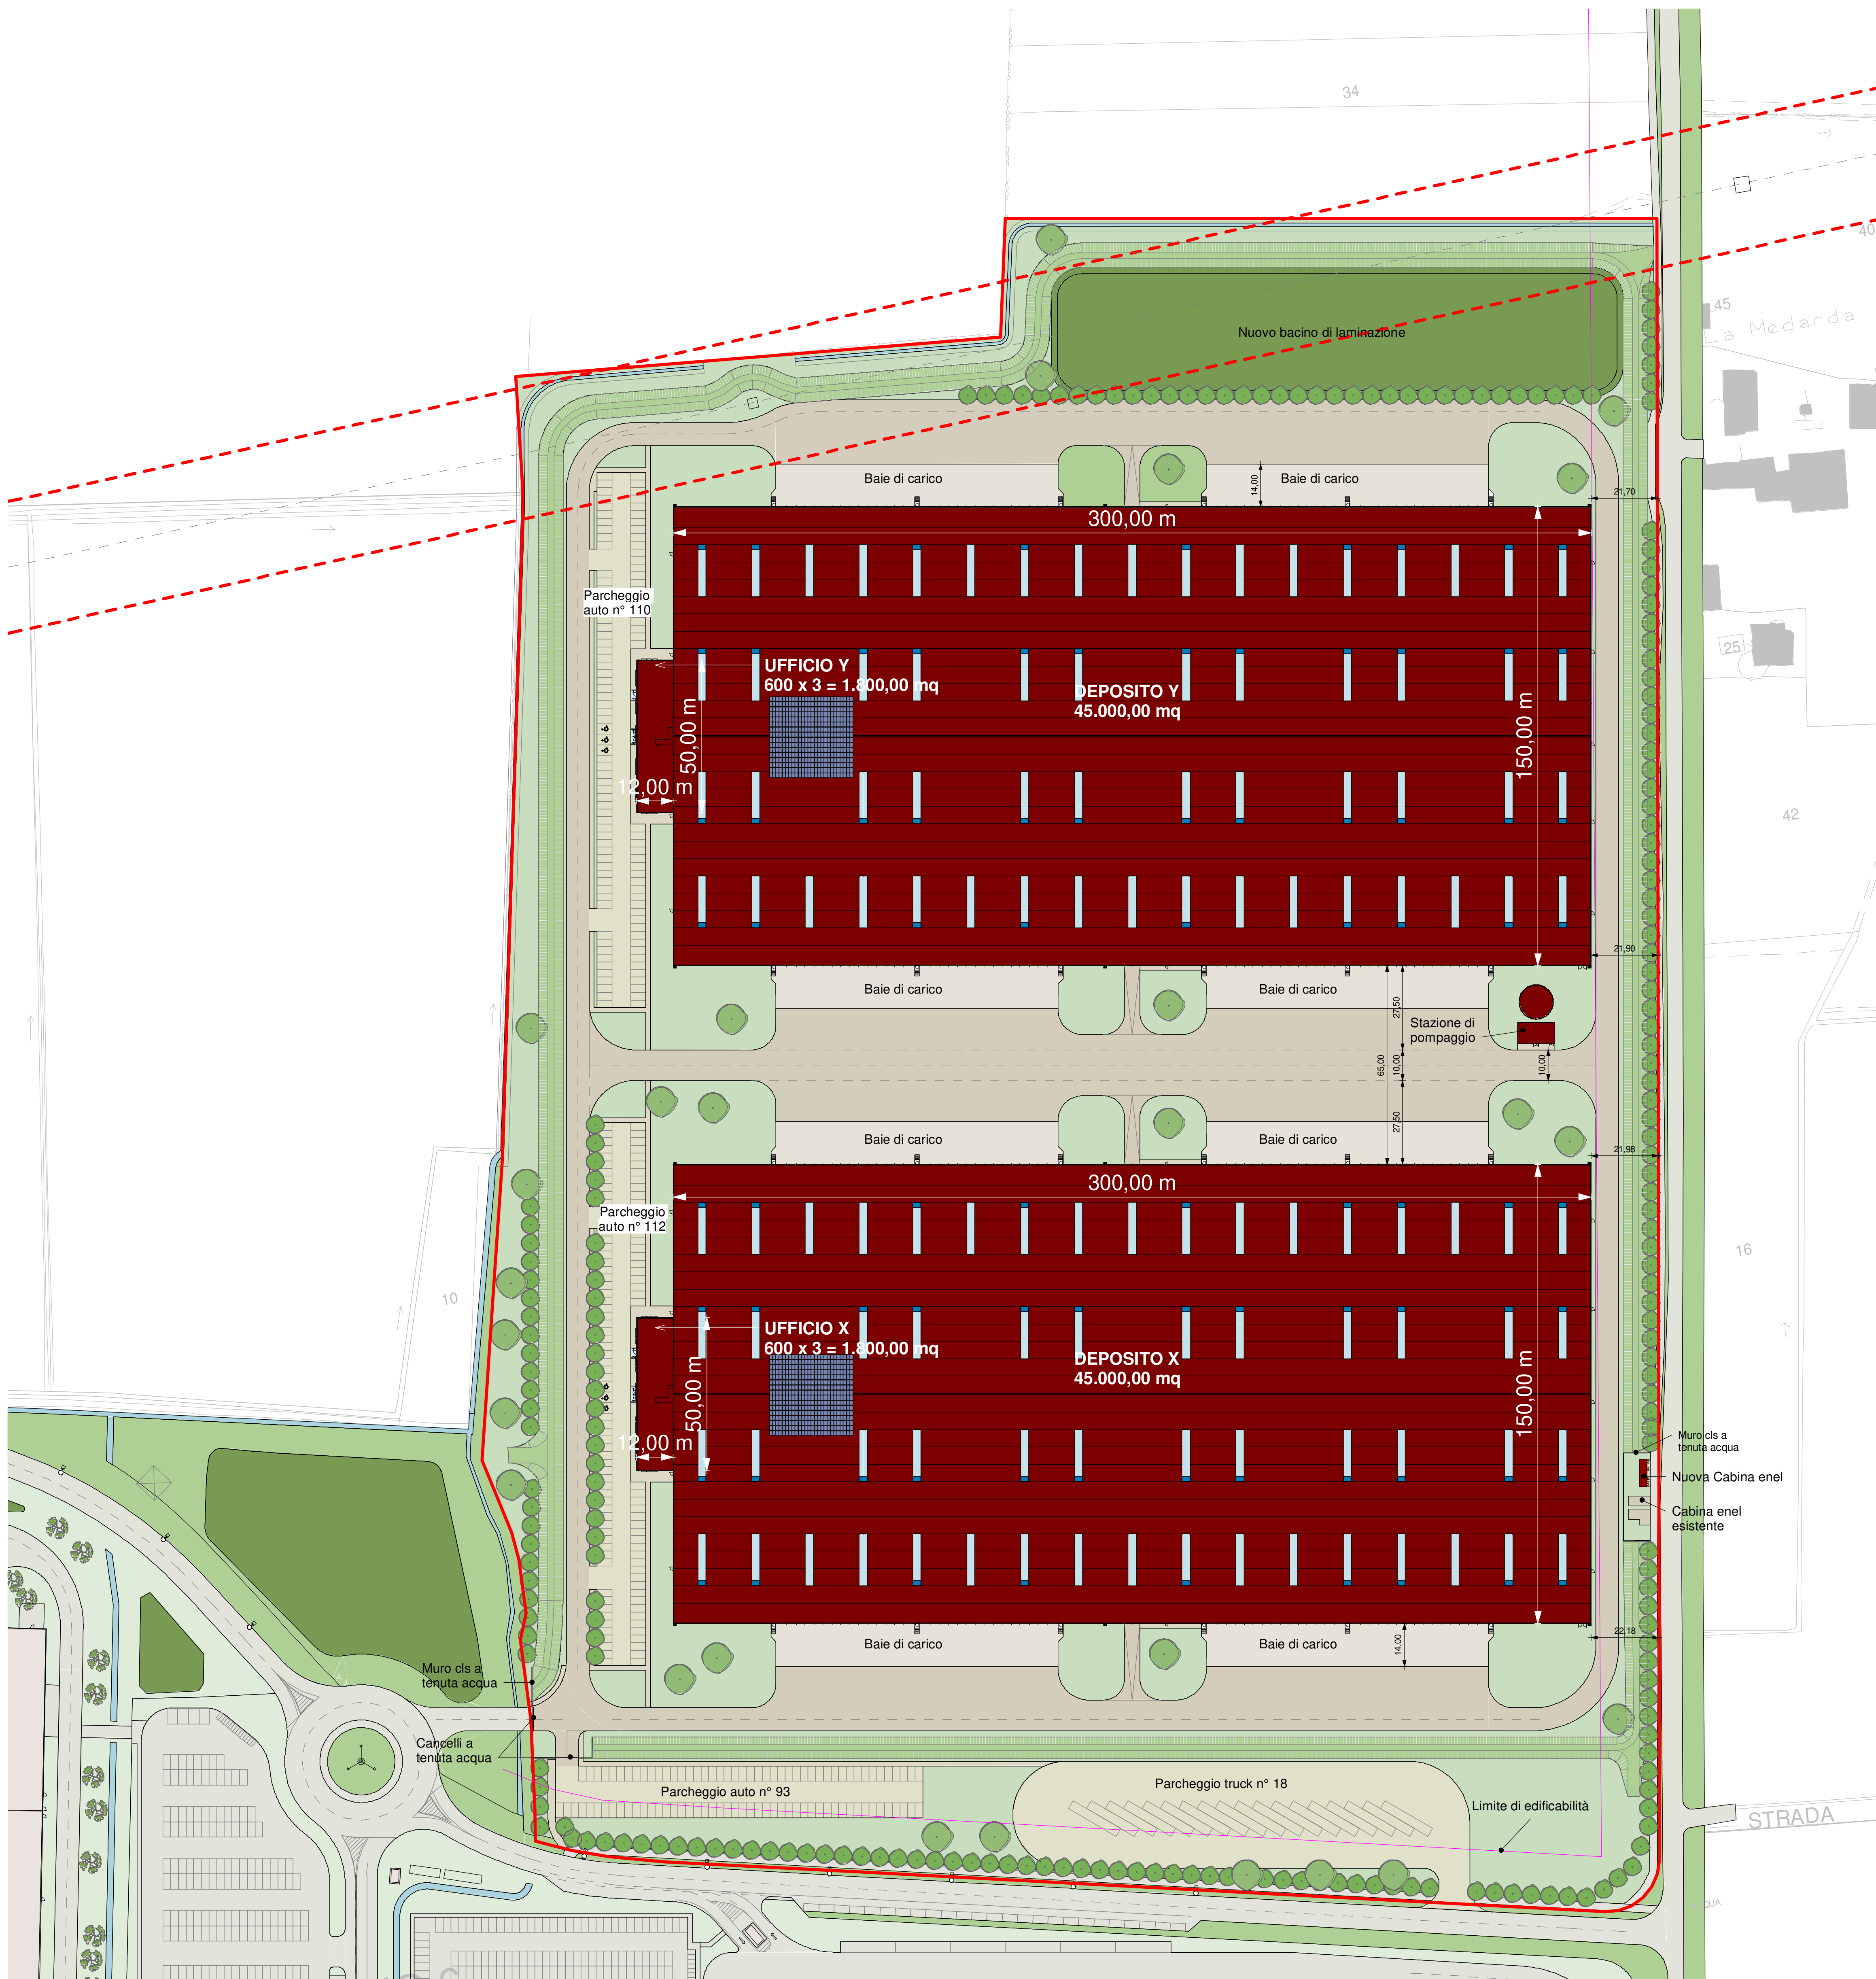 34
40
45
La Medarda
Nuovo bacino di laminazione
Baie di carico
14,00
Baie di carico
21,70
300,00 m
Parcheggio
auto n° 110
UFFICIO Y
600 x 3 = 1.800,00 mq
DEPOSITO Y
45.000,00 mq
25
50,00 m
150,00 m
12,00 m
42
21,90
Baie di carico
Baie di carico
27,50
Stazione di
pompaggio
65,00
10,00
10,00
27,50
Baie di carico
Baie di carico
21,98
300,00 m
Parcheggio
auto n° 112
16
10
UFFICIO X
600 x 3 = 1.800,00 mq
DEPOSITO X
45.000,00 mq
50,00 m
150,00 m
12,00 m
Muro cls a
tenuta acqua
Nuova Cabina enel
Cabina enel
esistente
22,18
Baie di carico
14,00
Baie di carico
Muro cls a
tenuta acqua
Cancelli a
tenuta acqua
Parcheggio auto n° 93
Parcheggio truck n° 18
Limite di edificabilità
STRADA